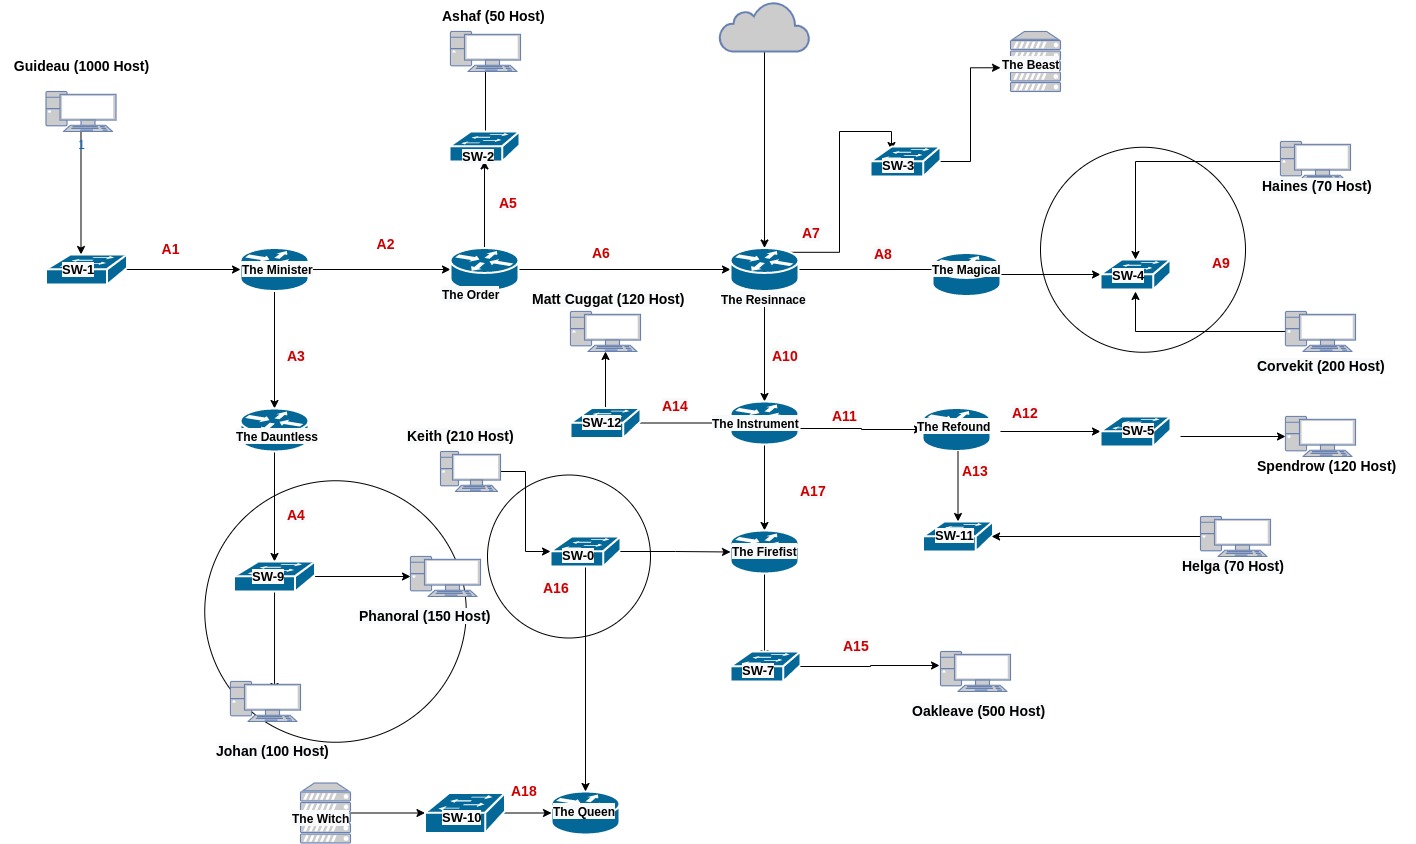 Ashaf (50 Host)
Guideau (1000 Host)
The Beast
1
SW-2
SW-3
Haines (70 Host)
A5
A7
A1
A2
A6
A8
A9
SW-1
The Minister
The Order
The Magical
SW-4
Matt Cuggat (120 Host)
The Resinnace
A3
A10
Corvekit (200 Host)
A14
A11
A12
SW-12
The Instrument
The Refound
SW-5
The Dauntless
Keith (210 Host)
Spendrow (120 Host)
A13
A4
A17
SW-11
SW-0
The Firefist
Helga (70 Host)
SW-9
A16
Phanoral (150 Host)
A15
SW-7
Oakleave (500 Host)
Johan (100 Host)
A18
The Witch
SW-10
The Queen